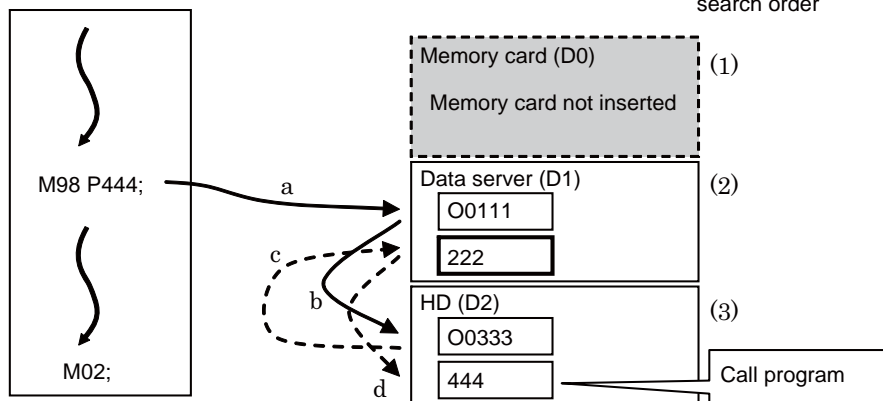 search order
Memory card (D0)
(1)
Memory card not inserted
M98 P444;
a
Data server (D1)
(2)
O0111
c
222
b
HD (D2)
(3)
O0333
M02;
d
444
Call program